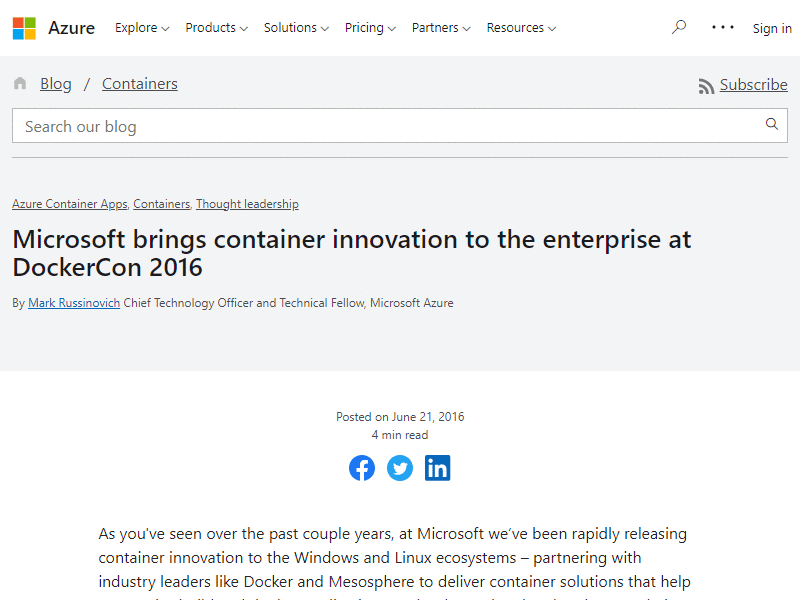 Azure Explore Products Solutions Pricing Partners Resources Sign in
Blog / Containers Subscribe
Search our blog
Azure Container Apps, Containers, Thought leadership
Microsoft brings container innovation to the enterprise at
DockerCon 2016
By Mark Russinovich Chief Technology Officer and Technical Fellow, Microsoft Azure
Posted on June 21, 2016
4 min read
As you've seen over the past couple years, at Microsoft we’ve been rapidly releasing
container innovation to the Windows and Linux ecosystems – partnering with
industry leaders like Docker and Mesosphere to deliver container solutions that help